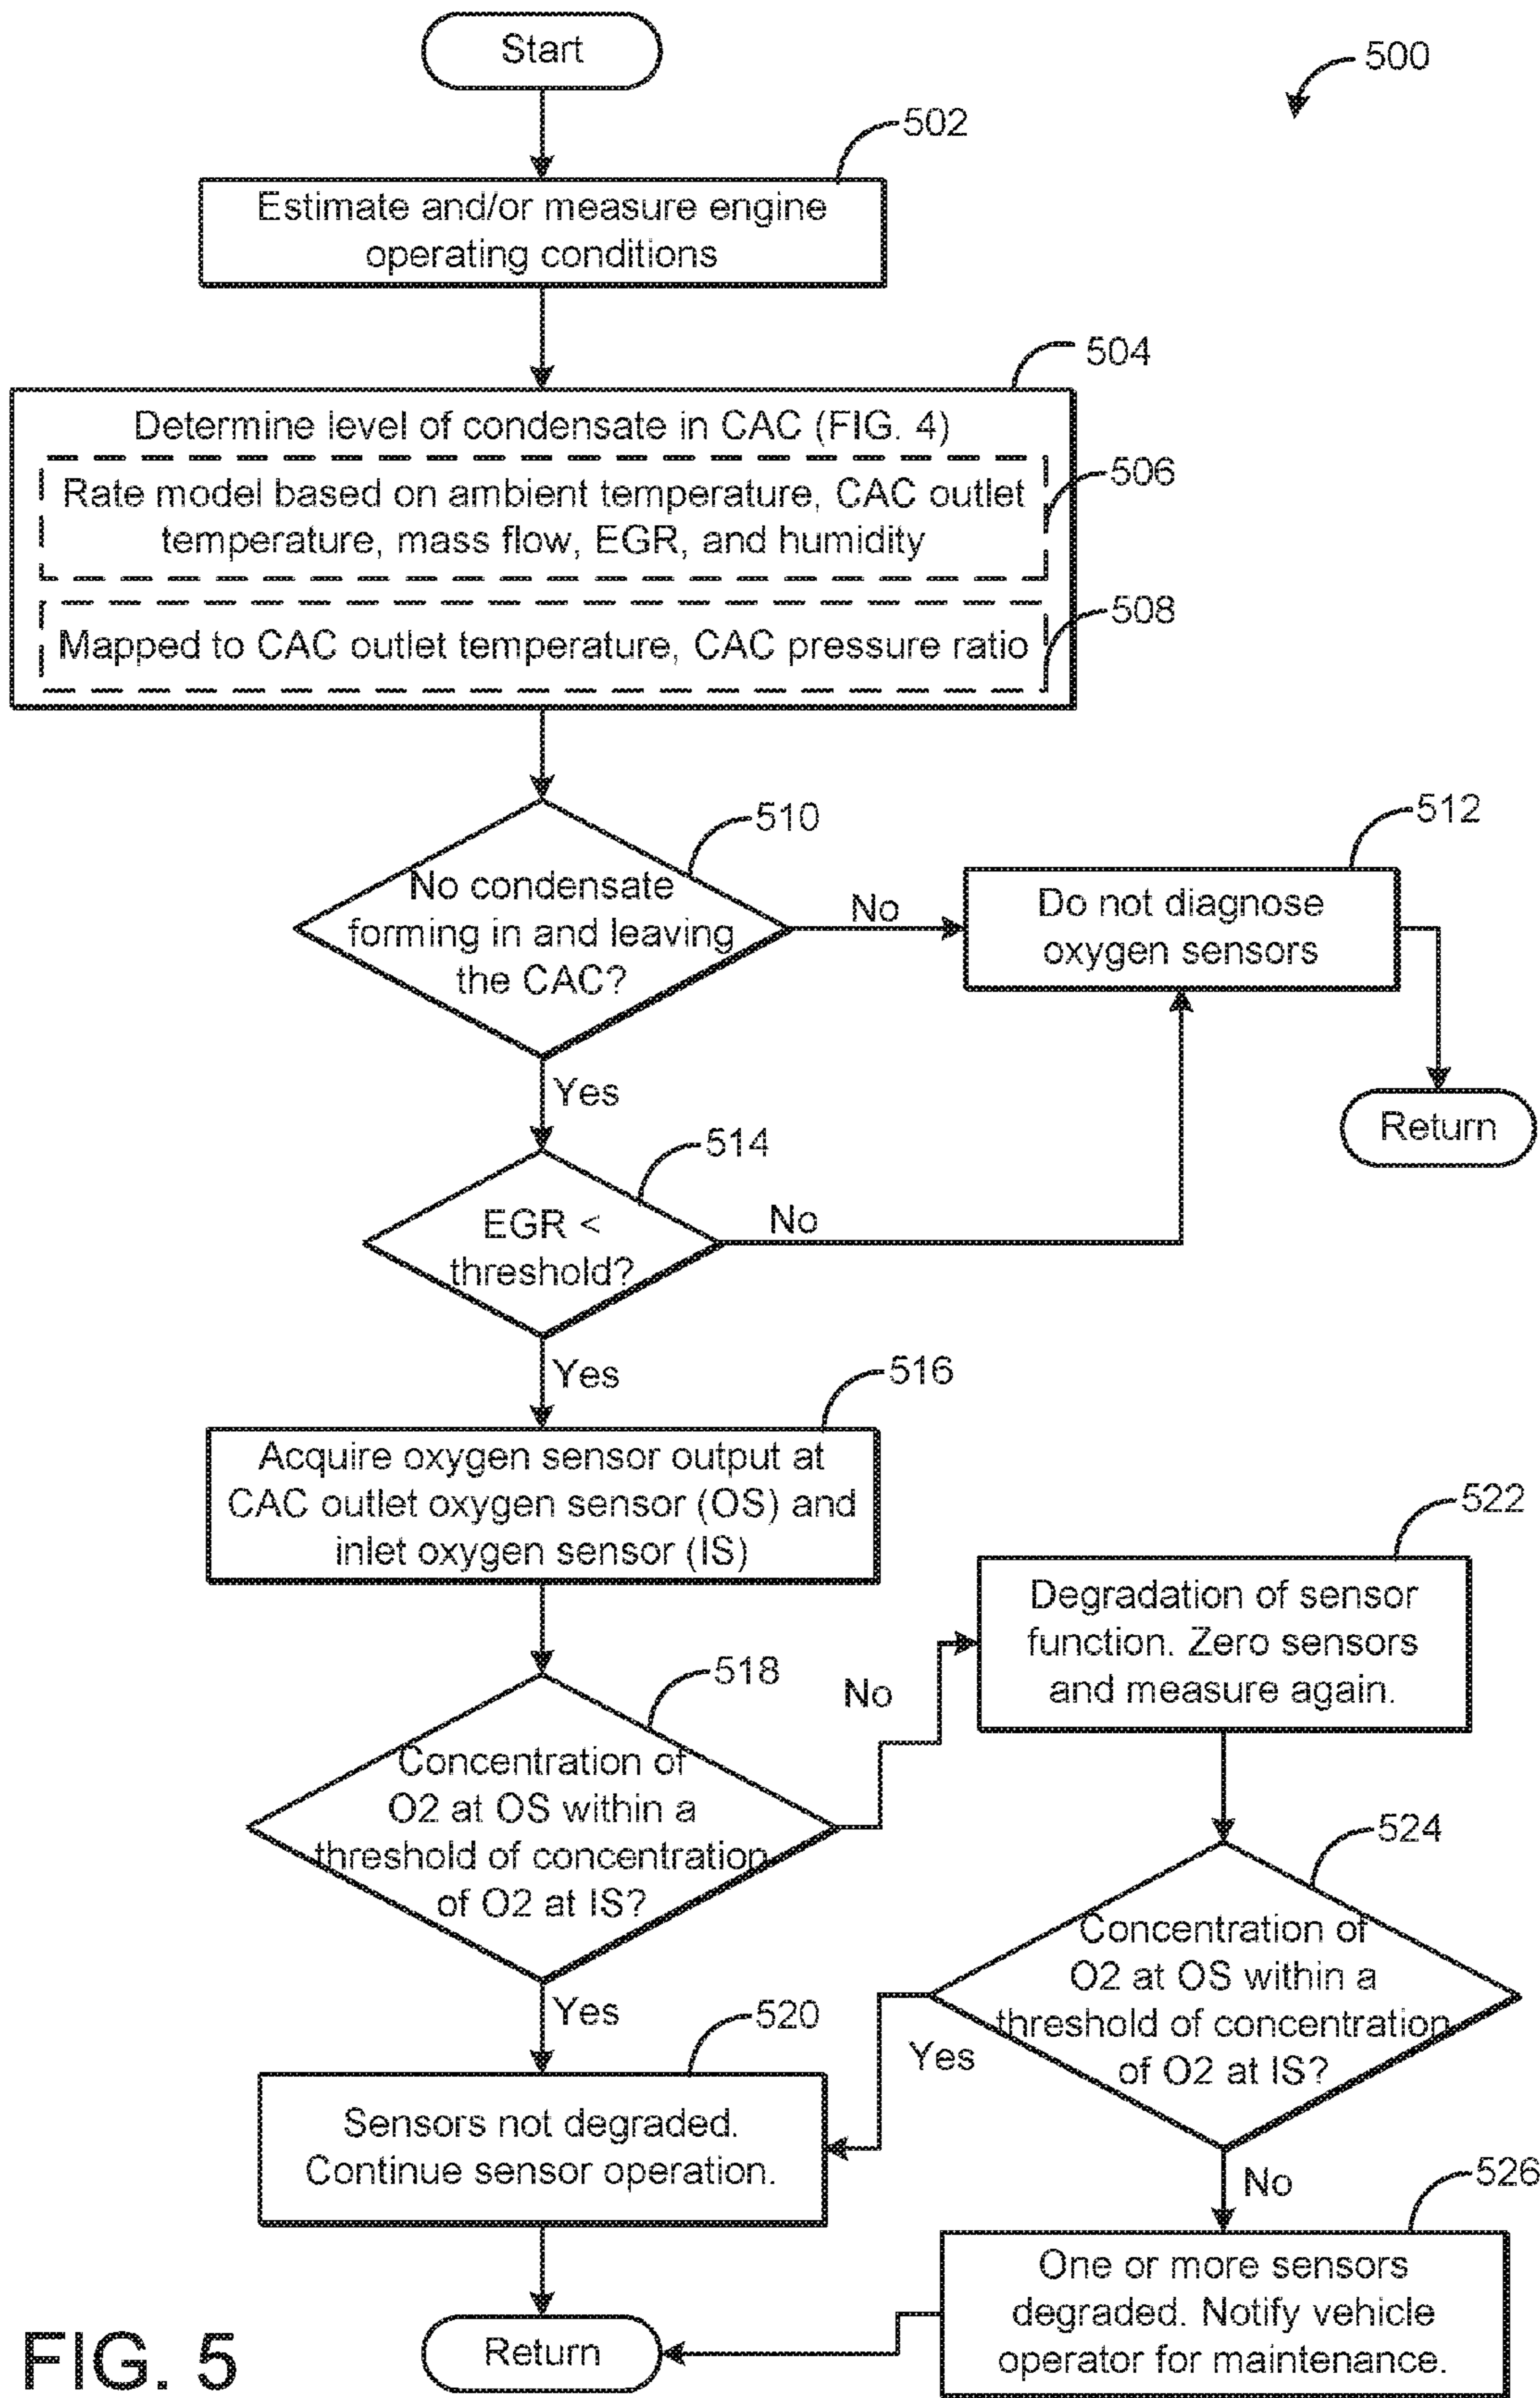 Start
500
502
Estimate and/or measure engine
operating conditions
504
Determine level of condensate in CAC (FIG. 4)
506
Rate model based on ambient temperature, CAC outlet
temperature, mass flow, EGR, and humidity
508
Mapped to CAC outlet temperature, CAC pressure ratio
510
No condensate
forming in and leaving
the CAC?
No
512
Do not diagnose
oxygen sensors
Return
Yes
514
EGR <
threshold?
No
Yes
516
Acquire oxygen sensor output at
CAC outlet oxygen sensor (OS) and
inlet oxygen sensor (IS)
518
Concentration of
O2 at OS within a
threshold of concentration
of O2 at IS?
No
522
Degradation of sensor
function. Zero sensors
and measure again.
524
Concentration of
O2 at OS within a
threshold of concentration
of O2 at IS?
Yes
Yes
520
Sensors not degraded.
Continue sensor operation.
No
526
One or more sensors
degraded. Notify vehicle
operator for maintenance.
Return
FIG. 5